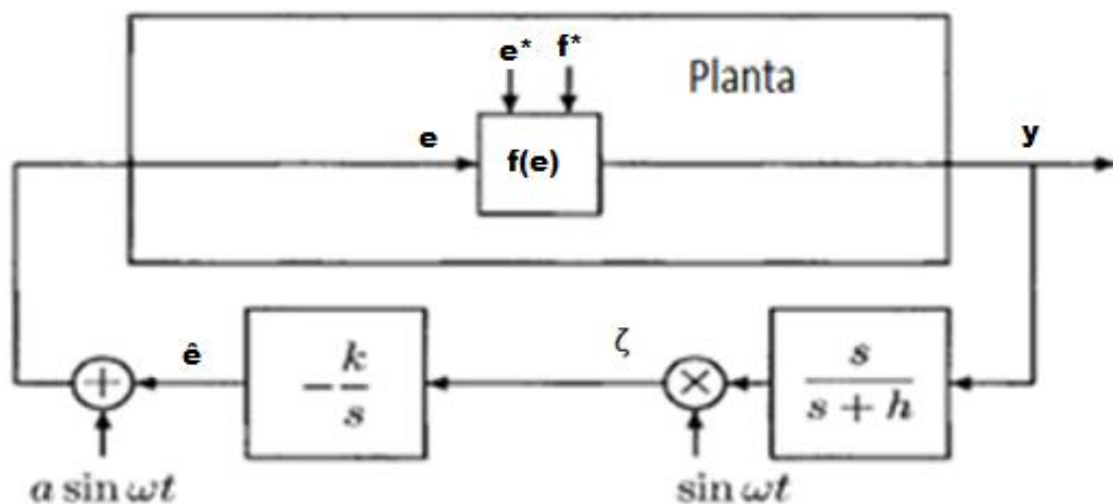 e* f*
Planta
e
f(e)
y
ê
- k/s
ζ
s/(s + h)
+
×
a sin ωt
sin ωt